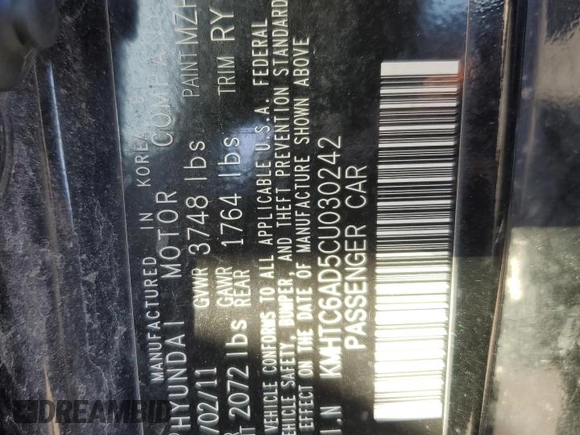 MANUFACTURED IN KOREA
HYUNDAI MOTOR COMPA
/02/11 GVWR 3748 lbs PAINT MZH
2072 lbs GAWR REAR 1764 lbs TRIM RY
VEHICLE CONFORMS TO ALL APPLICABLE U.S.A. FEDERAL
VEHICLE SAFETY, BUMPER, AND THEFT PREVENTION STANDARD
EFFECT ON THE DATE OF MANUFACTURE SHOWN ABOVE
I.N KMHTC6AD5CU030242
PASSENGER CAR
DREAMBID